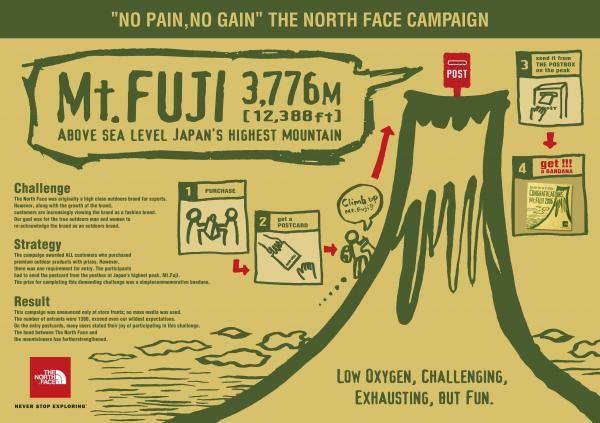 "NO PAIN,NO GAIN" THE NORTH FACE CAMPAIGN
Mt.FUJI 3,776M
[12,388ft]
ABOVE SEA LEVEL JAPAN'S HIGHEST MOUNTAIN
POST
3
send it from
THE POSTBOX
on the peak
4
get !!!
a BANDANA
CONGRATULATIONS
Mt.FUJI 2006
Challenge
The North Face was originally a high class outdoors brand for experts.
However, along with the growth of the brand,
customers are increasingly viewing the brand as a fashion brand.
Our goal was for the true outdoors man and women to
re-acknowledge the brand as an outdoors brand.
1
PURCHASE
2
get a
POSTCARD
Climb up
Mt.Fuji!!
Strategy
The campaign awarded ALL customers who purchased
premium outdoor products with prizes. However,
there was one requirement for entry. The participants
had to send the postcard from the postbox at Japan's highest peak, Mt.Fuji.
The prize for completing this demanding challenge was a simplecommemorative bandana.
Result
This campaign was announced only at store fronts; no mass media was used.
The number of entrants were 1300, exceed even our wildest expectations.
On the entry postcards, many users stated their joy of participating in this challenge.
The bond between The North Face and
the mountaineers has furtherstrengthened.
THE
NORTH
FACE
NEVER STOP EXPLORING
LOW OXYGEN, CHALLENGING,
EXHAUSTING, BUT FUN.